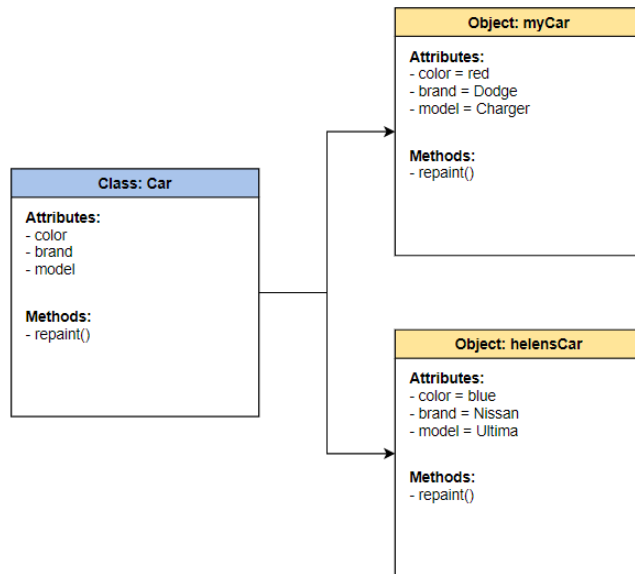 Class: Car
Attributes:
- color
- brand
- model
Methods:
- repaint()
Object: myCar
Attributes:
- color = red
- brand = Dodge
- model = Charger
Methods:
- repaint()
Object: helensCar
Attributes:
- color = blue
- brand = Nissan
- model = Ultima
Methods:
- repaint()